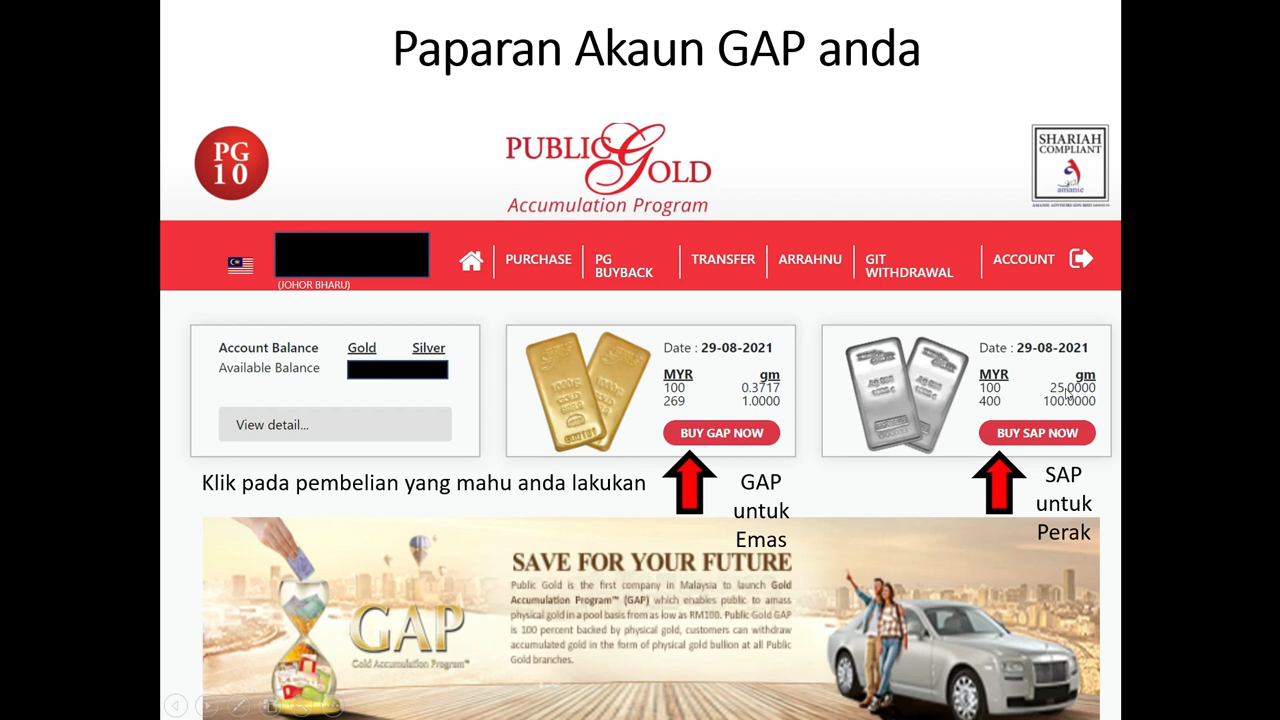 Paparan Akaun GAP anda
PG
10
PUBLIC GOLD
Accumulation Program
SHARIAH
COMPLIANT
amanie
(JOHOR BHARU)
PURCHASE
PG
BUYBACK
TRANSFER
ARRAHNU
GIT
WITHDRAWAL
ACCOUNT
Account Balance Gold Silver
Available Balance
View detail...
Date : 29-08-2021
MYR gm
100 0.3717
269 1.0000
BUY GAP NOW
Date : 29-08-2021
MYR gm
100 25.0000
400 100.0000
BUY SAP NOW
Klik pada pembelian yang mahu anda lakukan
GAP
untuk
Emas
SAP
untuk
Perak
GAP
Gold Accumulation Program™
SAVE FOR YOUR FUTURE
Public Gold is the first company in Malaysia to launch Gold
Accumulation Program™ (GAP) which enables public to amass
physical gold in a pool basis from as low as RM100. Public Gold GAP
is 100 percent backed by physical gold, customers can withdraw
accumulated gold in the form of physical gold bullion at all Public
Gold branches.